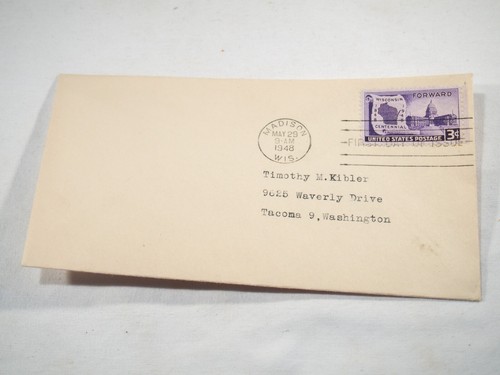 MADISON
MAY 29
9-AM
1948
WIS.
WISCONSIN
CENTENNIAL
FORWARD
UNITED STATES POSTAGE 3¢
FIRST DAY OF ISSUE
Timothy M.Kibler
9625 Waverly Drive
Tacoma 9,Washington